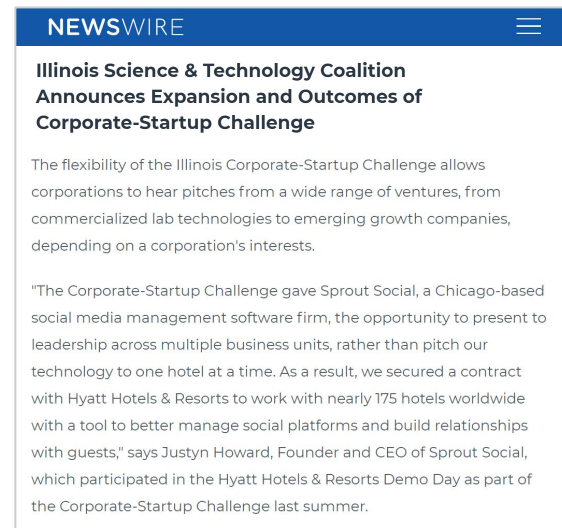 NEWSWIRE
Illinois Science & Technology Coalition
Announces Expansion and Outcomes of
Corporate-Startup Challenge
The flexibility of the Illinois Corporate-Startup Challenge allows
corporations to hear pitches from a wide range of ventures, from
commercialized lab technologies to emerging growth companies,
depending on a corporation's interests.
"The Corporate-Startup Challenge gave Sprout Social, a Chicago-based
social media management software firm, the opportunity to present to
leadership across multiple business units, rather than pitch our
technology to one hotel at a time. As a result, we secured a contract
with Hyatt Hotels & Resorts to work with nearly 175 hotels worldwide
with a tool to better manage social platforms and build relationships
with guests," says Justyn Howard, Founder and CEO of Sprout Social,
which participated in the Hyatt Hotels & Resorts Demo Day as part of
the Corporate-Startup Challenge last summer.